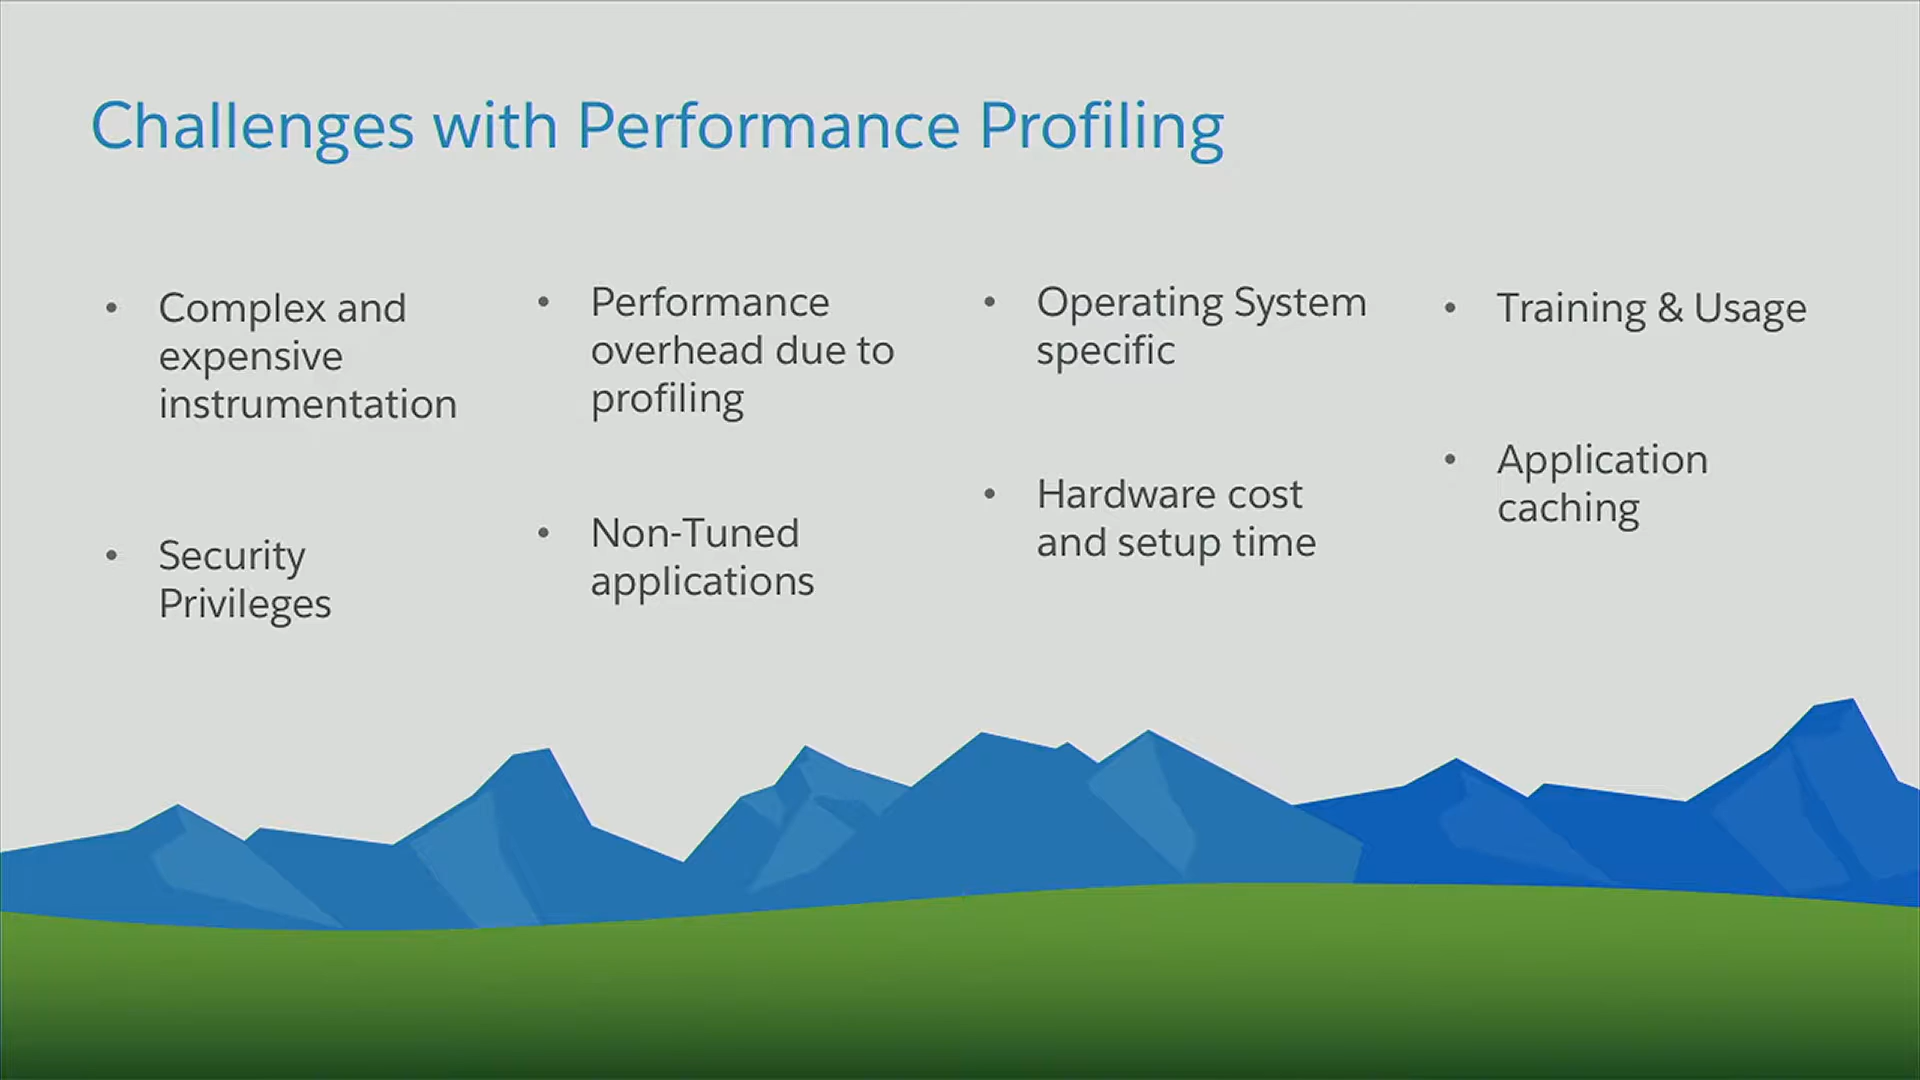 Challenges with Performance Profiling
• Complex and
expensive
instrumentation
• Security
Privileges
• Performance
overhead due to
profiling
• Non-Tuned
applications
• Operating System
specific
• Hardware cost
and setup time
• Training & Usage
• Application
caching